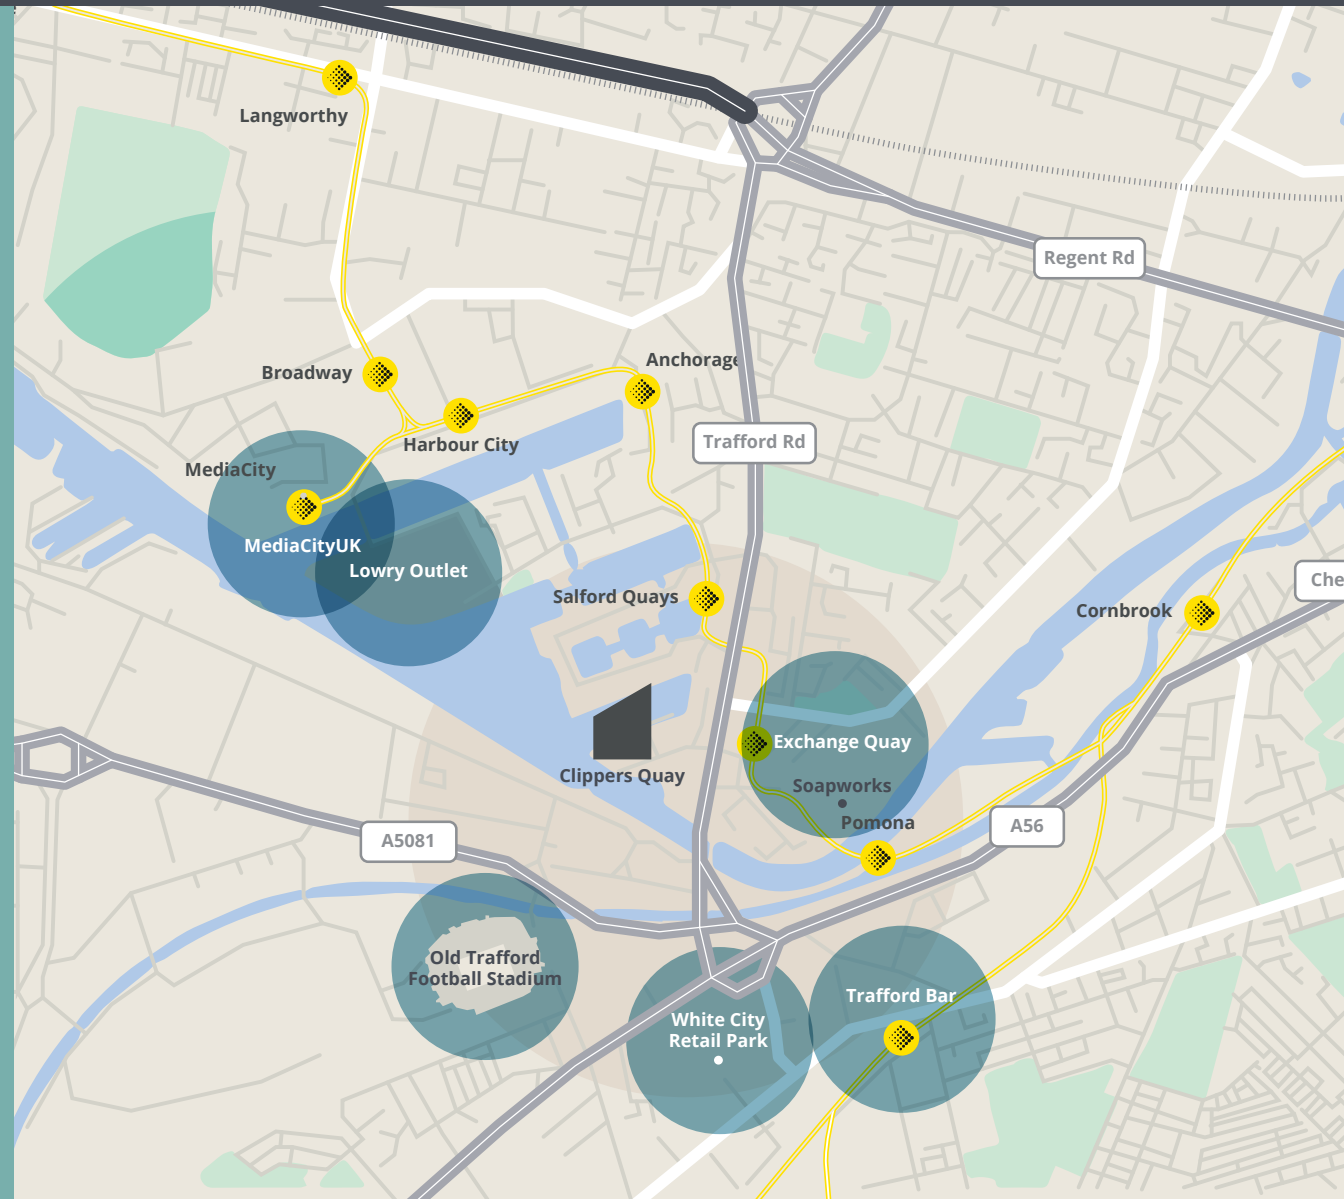 Langworthy
Regent Rd
Anchorage
Broadway
Harbour City
Trafford Rd
MediaCity
MediaCityUK
Lowry Outlet
Che
Salford Quays
Cornbrook
Exchange Quay
Clippers Quay
Soapworks
Pomona
A56
A5081
Old Trafford
Football Stadium
Trafford Bar
White City
Retail Park